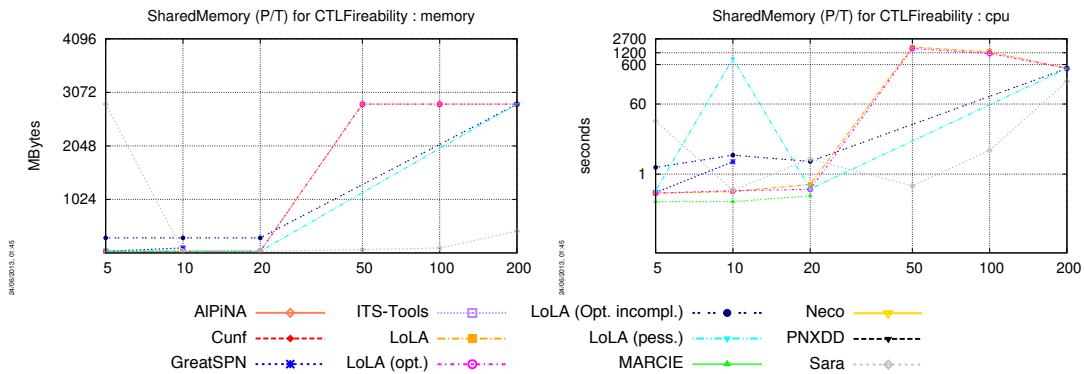 SharedMemory (P/T) for CTLFireability : memory
4096
3072
2048
1024
MBytes
5 10 20 50 100 200
24/06/2013, 01:45
SharedMemory (P/T) for CTLFireability : cpu
2700
1200
600
60
1
seconds
5 10 20 50 100 200
24/06/2013, 01:45
AlPiNA
Cunf
GreatSPN
ITS-Tools
LoLA
LoLA (opt.)
LoLA (Opt. incompl.)
LoLA (pess.)
MARCIE
Neco
PNXDD
Sara